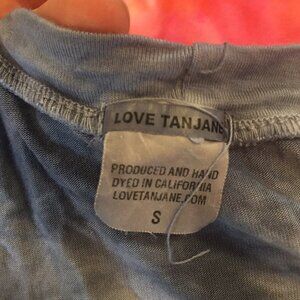 LOVE TANJANE
PRODUCED AND HAND
DYED IN CALIFORNIA
LOVETANJANE.COM
S